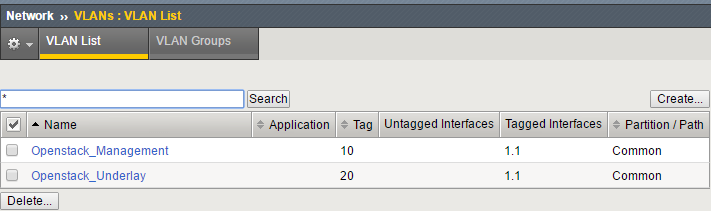 Network ›› VLANs : VLAN List
VLAN List VLAN Groups
* Search Create...
Name Application Tag Untagged Interfaces Tagged Interfaces Partition / Path
Openstack_Management 10 1.1 Common
Openstack_Underlay 20 1.1 Common
Delete...